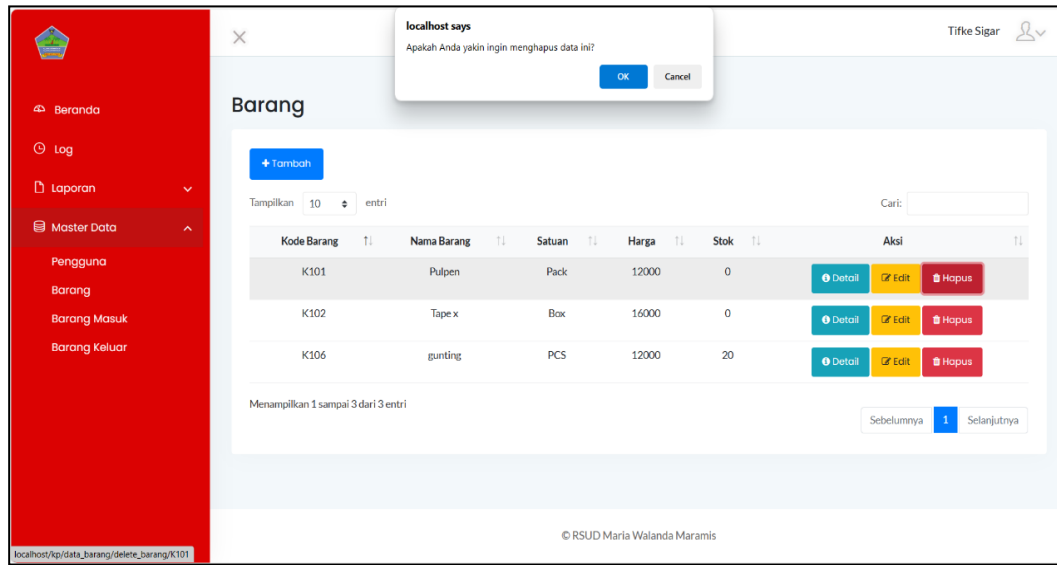 localhost says
Apakah Anda yakin ingin menghapus data ini?
OK Cancel
Tifke Sigar
Beranda
Log
Laporan
Master Data
Pengguna
Barang
Barang Masuk
Barang Keluar
Barang
+ Tambah
Tampilkan 10 entri
Cari:
Kode Barang Nama Barang Satuan Harga Stok Aksi
K101 Pulpen Pack 12000 0 Detail Edit Hapus
K102 Tape x Box 16000 0 Detail Edit Hapus
K106 gunting PCS 12000 20 Detail Edit Hapus
Menampilkan 1 sampai 3 dari 3 entri
Sebelumnya 1 Selanjutnya
© RSUD Maria Walanda Maramis
localhost/kp/data_barang/delete_barang/K101